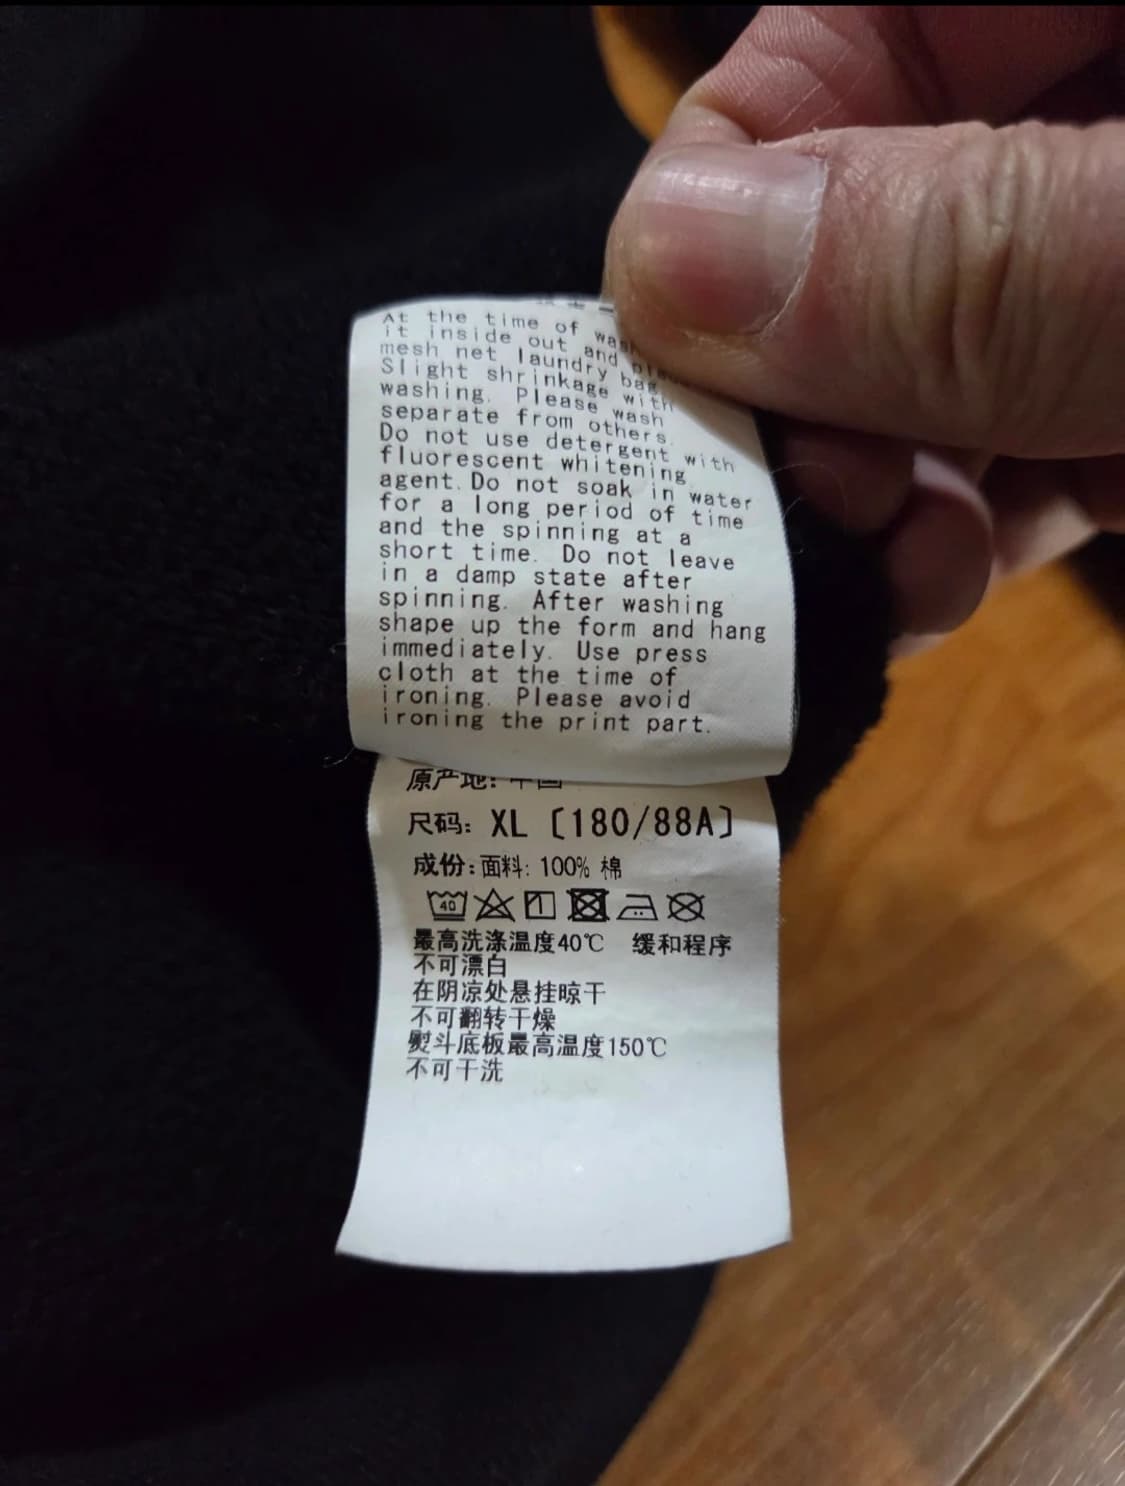 At the time of
it inside out and
mesh net laundry bag.
Slight shrinkage with
washing. Please wash
separate from others.
Do not use detergent with
fluorescent whitening
agent. Do not soak in water
for a long period of time
and the spinning at a
short time. Do not leave
in a damp state after
spinning. After washing
shape up the form and hang
immediately. Use press
cloth at the time of
ironing. Please avoid
ironing the print part.
原产地: 中国
尺码: XL〔180/88A〕
成份:面料: 100% 棉
40
最高洗涤温度40℃ 缓和程序
不可漂白
在阴凉处悬挂晾干
不可翻转干燥
熨斗底板最高温度150℃
不可干洗